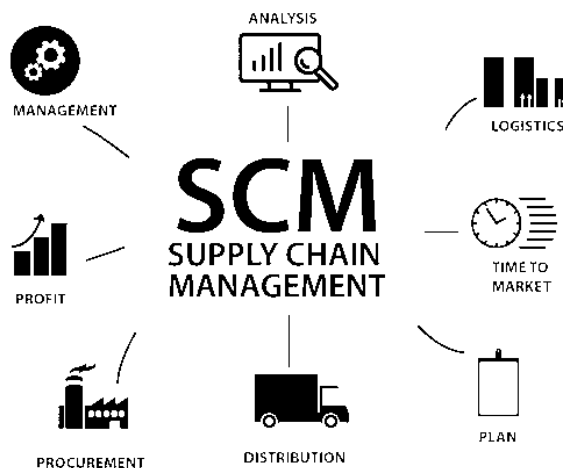 ANALYSIS
MANAGEMENT
LOGISTICS
SCM
SUPPLY CHAIN
MANAGEMENT
PROFIT
TIME TO
MARKET
PROCUREMENT
DISTRIBUTION
PLAN